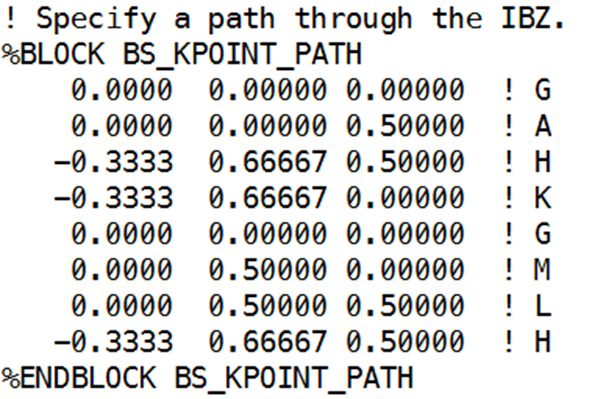 ! Specify a path through the IBZ.
%BLOCK BS_KPOINT_PATH
0.0000 0.00000 0.00000 ! G
0.0000 0.00000 0.50000 ! A
-0.3333 0.66667 0.50000 ! H
-0.3333 0.66667 0.00000 ! K
0.0000 0.00000 0.00000 ! G
0.0000 0.50000 0.00000 ! M
0.0000 0.50000 0.50000 ! L
-0.3333 0.66667 0.50000 ! H
%ENDBLOCK BS_KPOINT_PATH